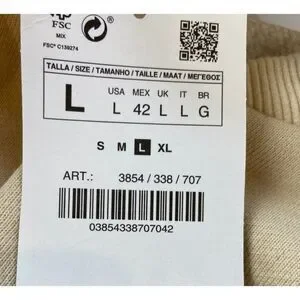 FSC
MIX
FSC® C139274
TALLA / SIZE / TAMANHO / TAILLE / MAAT / ΜΕΓΕΘΟΣ
L
USA MEX UK IT BR
L 42 L L G
S M L XL
ART.: 3854 / 338 / 707
03854338707042